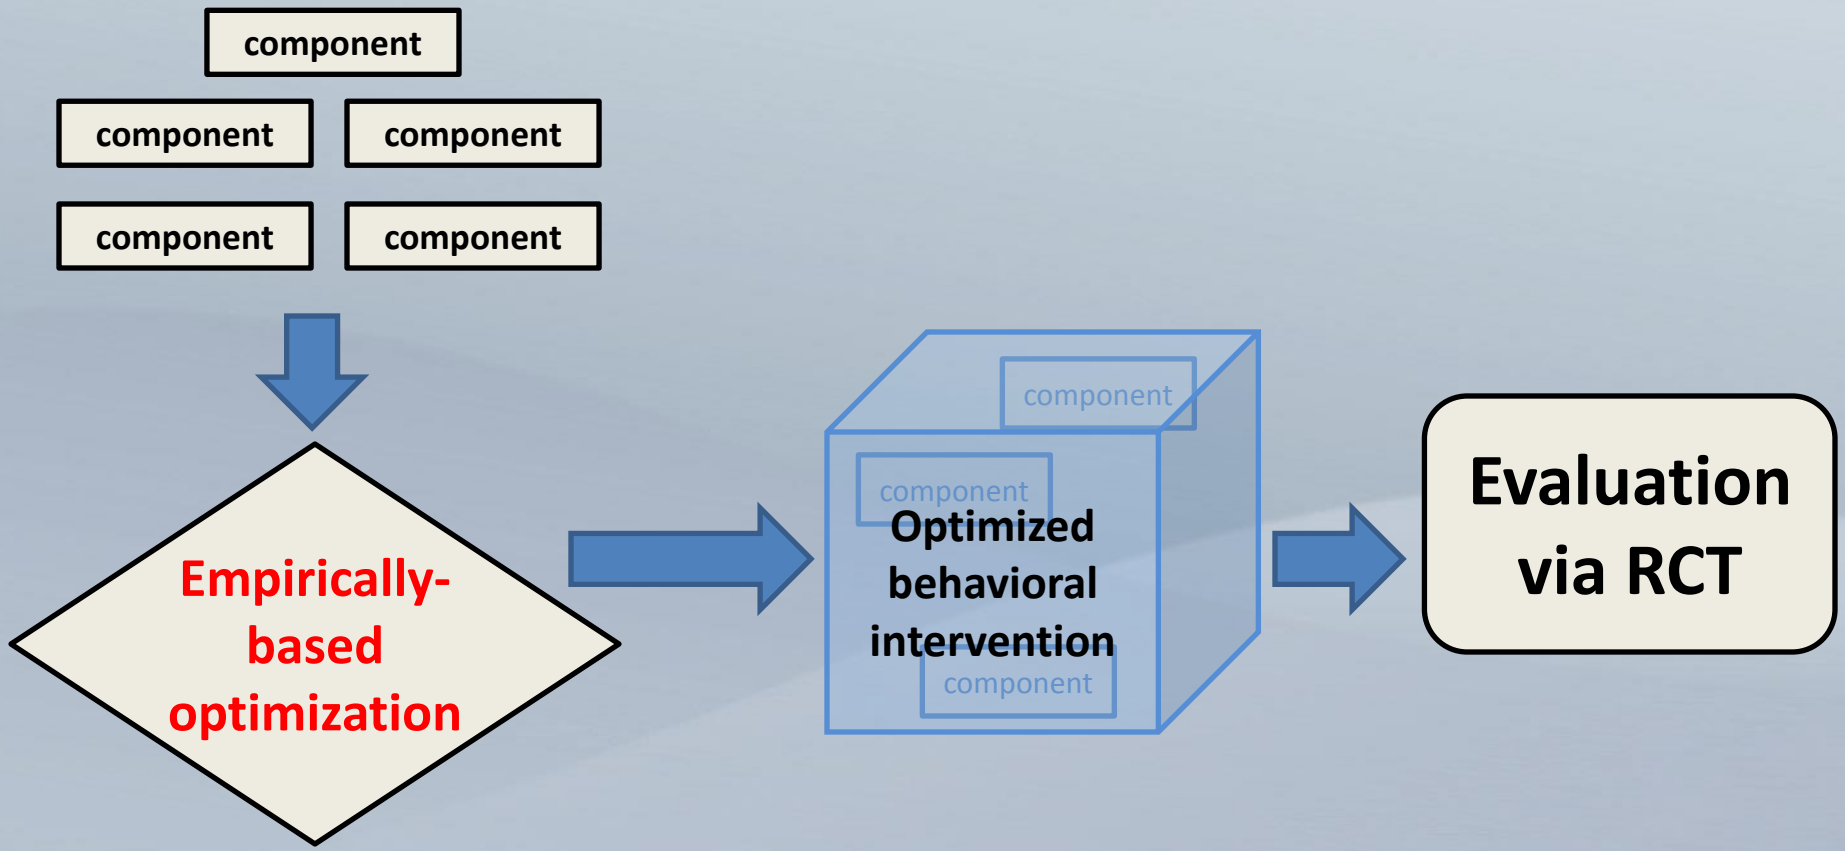 component
component component
component component
Empirically-
based
optimization
component
component
Optimized
behavioral
intervention
component
Evaluation
via RCT